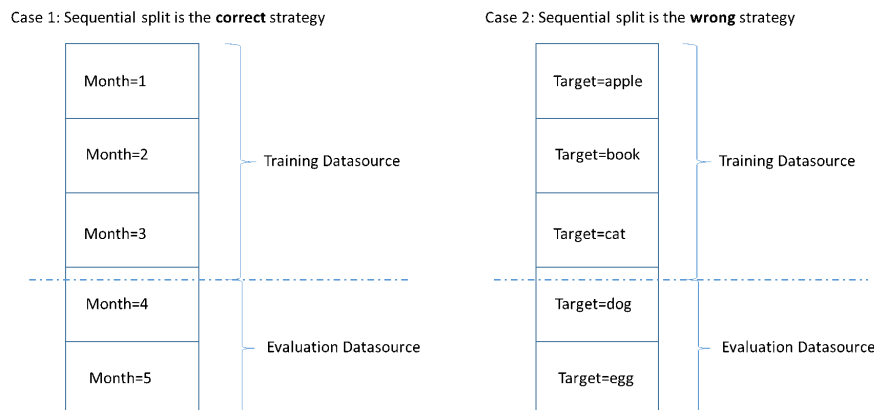 Case 1: Sequential split is the correct strategy
Month=1
Month=2
Month=3
Month=4
Month=5
Training Datasource
Evaluation Datasource
Case 2: Sequential split is the wrong strategy
Target=apple
Target=book
Target=cat
Target=dog
Target=egg
Training Datasource
Evaluation Datasource